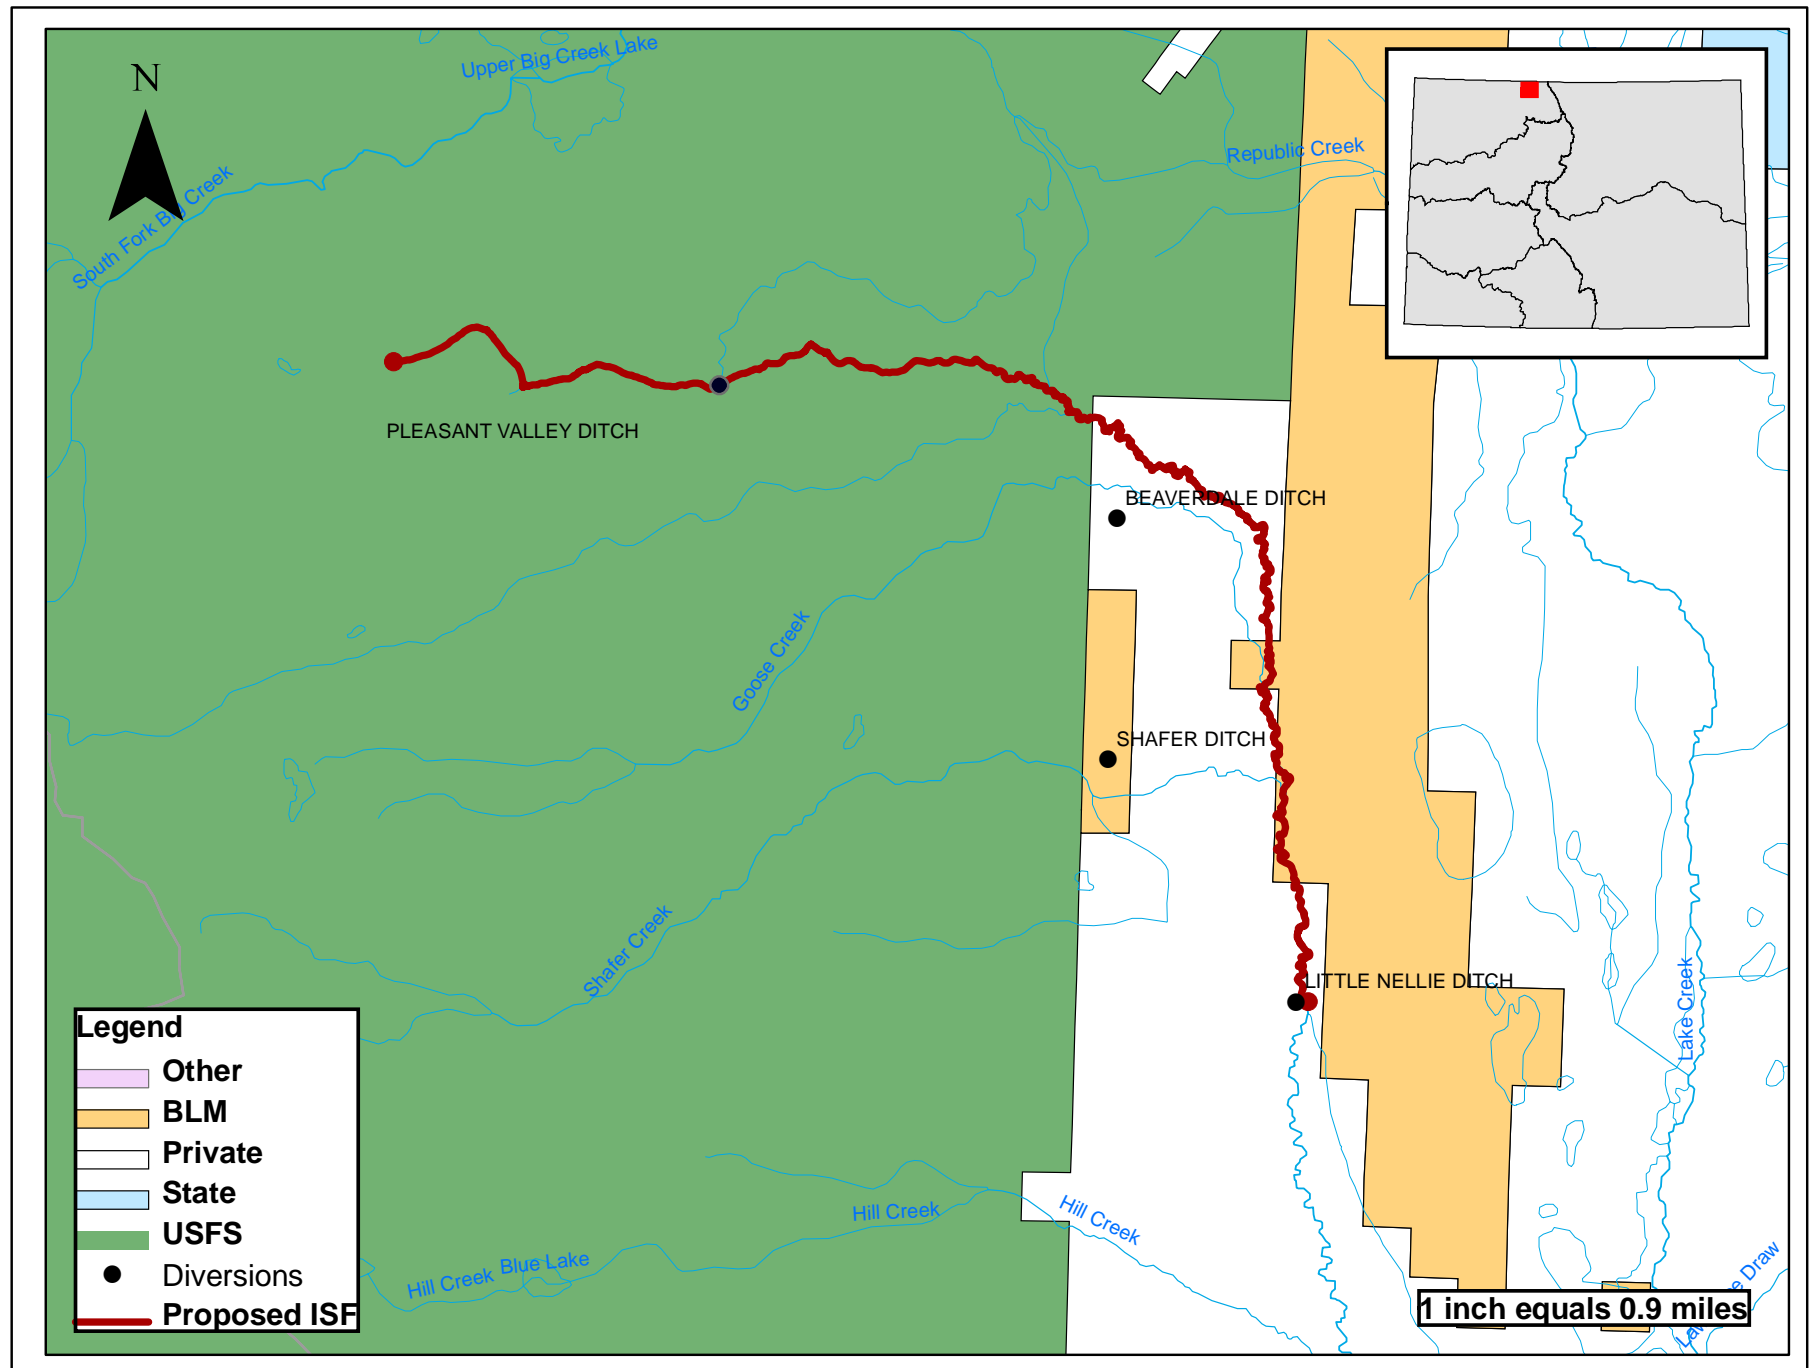 Upper Big Creek Lake
N
Republic Creek
South Fork Big Creek
PLEASANT VALLEY DITCH
BEAVERDALE DITCH
Goose Creek
SHAFER DITCH
Shafer Creek
LITTLE NELLIE DITCH
Lake Creek
Legend
Other
BLM
Private
State
USFS
Diversions
Proposed ISF
Hill Creek
Hill Creek
Hill Creek
Blue Lake
Draw
1 inch equals 0.9 miles